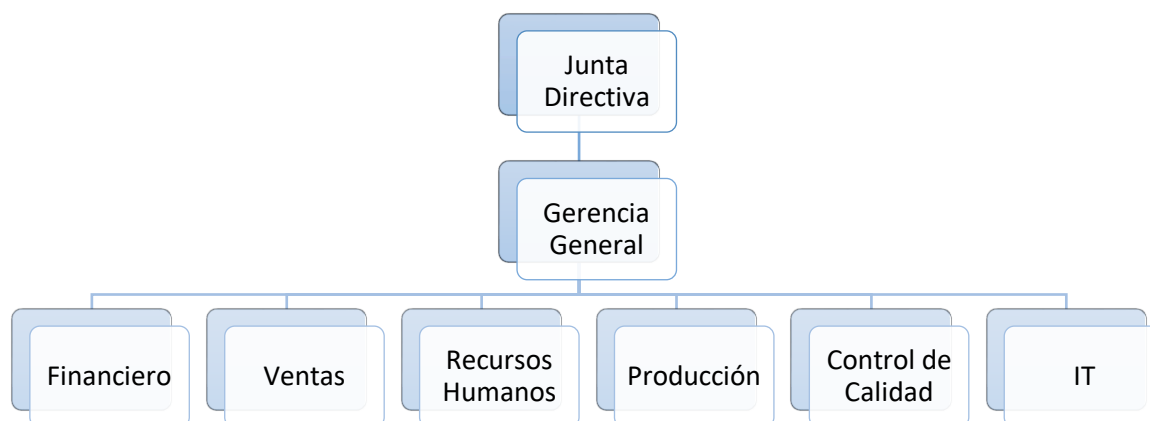 Junta
Directiva
Gerencia
General
Financiero
Ventas
Recursos
Humanos
Producción
Control de
Calidad
IT